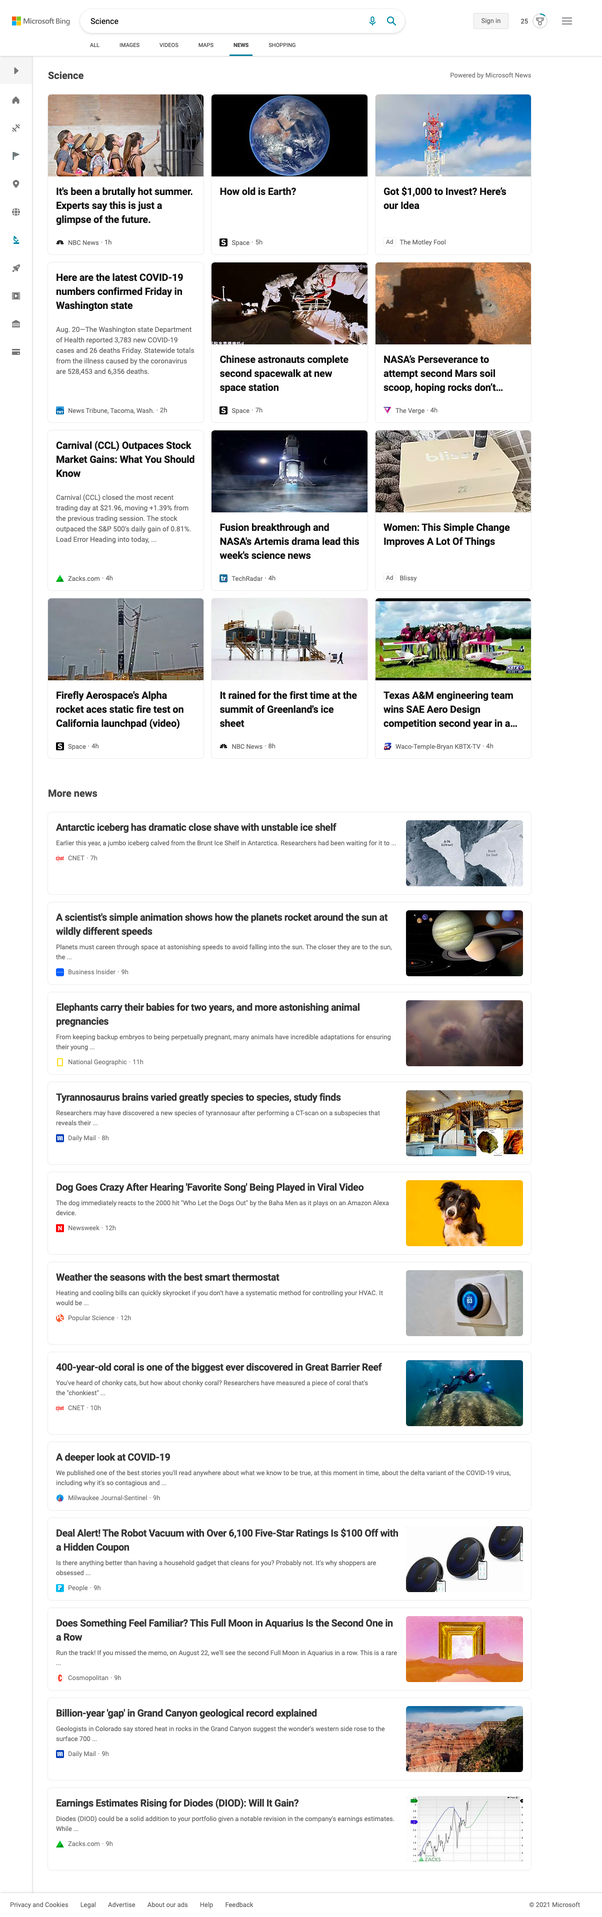 Microsoft Bing
Science
Sign in
25
ALL
IMAGES
VIDEOS
MAPS
NEWS
SHOPPING
Science
Powered by Microsoft News
It's been a brutally hot summer.
Experts say this is just a
glimpse of the future.
NBC News · 1h
How old is Earth?
Space · 5h
Got $1,000 to Invest? Here's
our Idea
Ad The Motley Fool
Here are the latest COVID-19
numbers confirmed Friday in
Washington state
Aug. 20—The Washington state Department
of Health reported 3,783 new COVID-19
cases and 26 deaths Friday. Statewide totals
from the illness caused by the coronavirus
are 528,453 and 6,356 deaths.
News Tribune, Tacoma, Wash. · 2h
Chinese astronauts complete
second spacewalk at new
space station
Space · 7h
NASA's Perseverance to
attempt second Mars soil
scoop, hoping rocks don't...
The Verge · 4h
Carnival (CCL) Outpaces Stock
Market Gains: What You Should
Know
Carnival (CCL) closed the most recent
trading day at $21.96, moving +1.39% from
the previous trading session. The stock
outpaced the S&P 500's daily gain of 0.81%.
Load Error Heading into today, ...
Zacks.com · 4h
Fusion breakthrough and
NASA's Artemis drama lead this
week's science news
TechRadar · 4h
blissy
Women: This Simple Change
Improves A Lot Of Things
Ad Blissy
Firefly Aerospace's Alpha
rocket aces static fire test on
California launchpad (video)
Space · 4h
It rained for the first time at the
summit of Greenland's ice
sheet
NBC News · 8h
Texas A&M engineering team
wins SAE Aero Design
competition second year in a...
Waco-Temple-Bryan KBTX-TV · 4h
More news
Antarctic iceberg has dramatic close shave with unstable ice shelf
Earlier this year, a jumbo iceberg calved from the Brunt Ice Shelf in Antarctica. Researchers had been waiting for it to ...
CNET · 7h
A scientist's simple animation shows how the planets rocket around the sun at
wildly different speeds
Planets must careen through space at astonishing speeds to avoid falling into the sun. The closer they are to the sun,
the ...
Business Insider · 9h
Elephants carry their babies for two years, and more astonishing animal
pregnancies
From keeping backup embryos to being perpetually pregnant, many animals have incredible adaptations for ensuring
their young ...
National Geographic · 11h
Tyrannosaurus brains varied greatly species to species, study finds
Researchers may have discovered a new species of tyrannosaur after performing a CT-scan on a subspecies that
reveals their ...
Daily Mail · 8h
Dog Goes Crazy After Hearing 'Favorite Song' Being Played in Viral Video
The dog immediately reacts to the 2000 hit "Who Let the Dogs Out" by the Baha Men as it plays on an Amazon Alexa
device.
Newsweek · 12h
Weather the seasons with the best smart thermostat
Heating and cooling bills can quickly skyrocket if you don't have a systematic method for controlling your HVAC. It
would be ...
Popular Science · 12h
63
400-year-old coral is one of the biggest ever discovered in Great Barrier Reef
You've heard of chonky cats, but how about chonky coral? Researchers have measured a piece of coral that's
the "chonkiest" ...
CNET · 10h
A deeper look at COVID-19
We published one of the best stories you'll read anywhere about what we know to be true, at this moment in time, about the delta variant of the COVID-19 virus,
including why it's so contagious and ...
Milwaukee Journal-Sentinel · 9h
Deal Alert! The Robot Vacuum with Over 6,100 Five-Star Ratings Is $100 Off with
a Hidden Coupon
Is there anything better than having a household gadget that cleans for you? Probably not. It's why shoppers are
obsessed ...
People · 9h
Does Something Feel Familiar? This Full Moon in Aquarius Is the Second One in
a Row
Run the track! If you missed the memo, on August 22, we'll see the second Full Moon in Aquarius in a row. This is a rare
...
Cosmopolitan · 9h
Billion-year 'gap' in Grand Canyon geological record explained
Geologists in Colorado say stored heat in rocks in the Grand Canyon suggest the wonder's western side rose to the
surface 700 ...
Daily Mail · 9h
Earnings Estimates Rising for Diodes (DIOD): Will It Gain?
Diodes (DIOD) could be a solid addition to your portfolio given a notable revision in the company's earnings estimates.
While ...
Zacks.com · 9h
ZACKS
Privacy and Cookies
Legal
Advertise
About our ads
Help
Feedback
© 2021 Microsoft